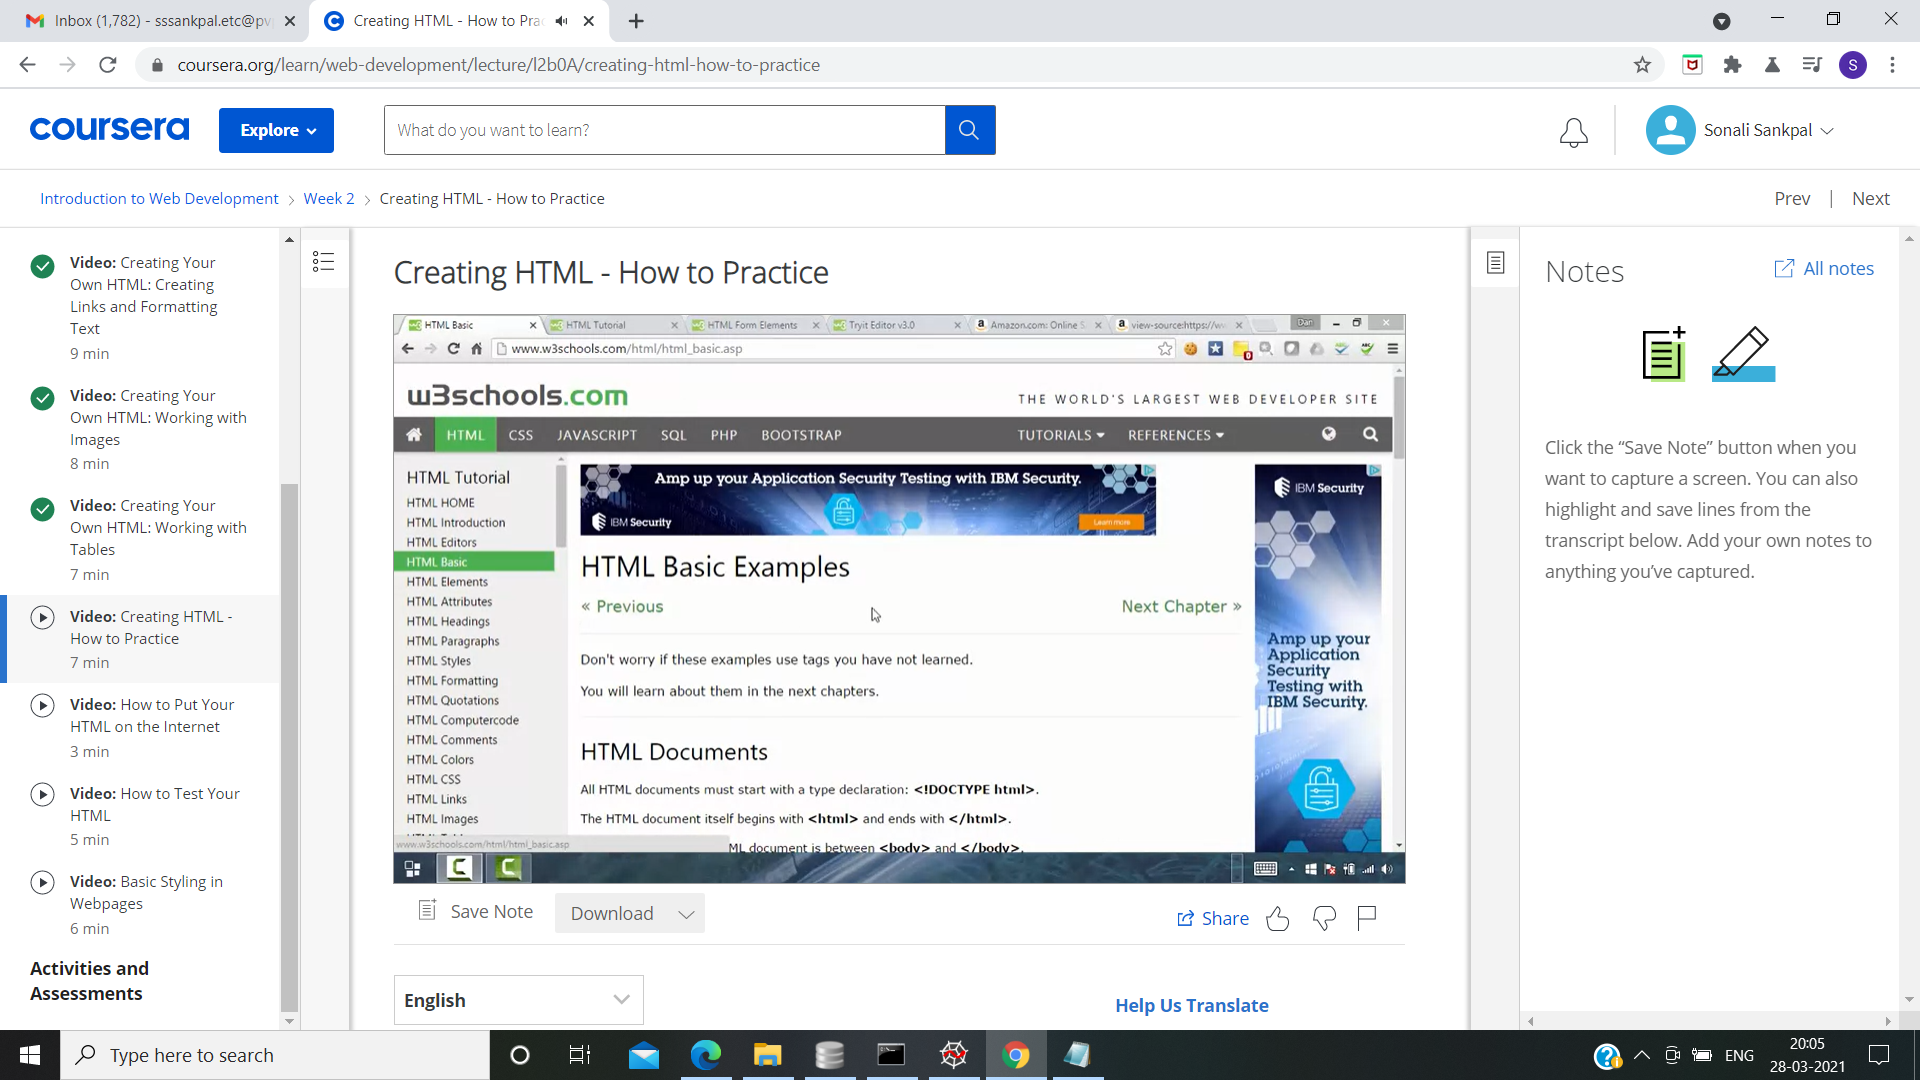 Inbox (1,782) - sssankpal.etc@pv
Creating HTML - How to Prac
coursera.org/learn/web-development/lecture/l2b0A/creating-html-how-to-practice
S
coursera
Explore
What do you want to learn?
Sonali Sankpal
Introduction to Web Development > Week 2 > Creating HTML - How to Practice
Prev | Next
Video: Creating Your
Own HTML: Creating
Links and Formatting
Text
9 min
Video: Creating Your
Own HTML: Working with
Images
8 min
Video: Creating Your
Own HTML: Working with
Tables
7 min
Video: Creating HTML -
How to Practice
7 min
Video: How to Put Your
HTML on the Internet
3 min
Video: How to Test Your
HTML
5 min
Video: Basic Styling in
Webpages
6 min
Activities and
Assessments
Creating HTML - How to Practice
HTML Basic
HTML Tutorial
HTML Form Elements
Tryit Editor v3.0
Amazon.com: Online S
view-source:https://w
Dan
www.w3schools.com/html/html_basic.asp
w3schools.com
THE WORLD'S LARGEST WEB DEVELOPER SITE
HTML CSS JAVASCRIPT SQL PHP BOOTSTRAP TUTORIALS REFERENCES
HTML Tutorial
HTML HOME
HTML Introduction
HTML Editors
HTML Basic
HTML Elements
HTML Attributes
HTML Headings
HTML Paragraphs
HTML Styles
HTML Formatting
HTML Quotations
HTML Computercode
HTML Comments
HTML Colors
HTML CSS
HTML Links
HTML Images
www.w3schools.com/html/html_basic.asp
Amp up your Application Security Testing with IBM Security.
IBM Security
Learn more
HTML Basic Examples
« Previous
Next Chapter »
Don't worry if these examples use tags you have not learned.
You will learn about them in the next chapters.
HTML Documents
All HTML documents must start with a type declaration: <!DOCTYPE html>.
The HTML document itself begins with <html> and ends with </html>.
ML document is between <body> and </body>.
IBM Security
Amp up your
Application
Security
Testing with
IBM Security.
Save Note
Download
Share
English
Help Us Translate
Notes
All notes
Click the “Save Note” button when you
want to capture a screen. You can also
highlight and save lines from the
transcript below. Add your own notes to
anything you’ve captured.
Type here to search
ENG
20:05
28-03-2021